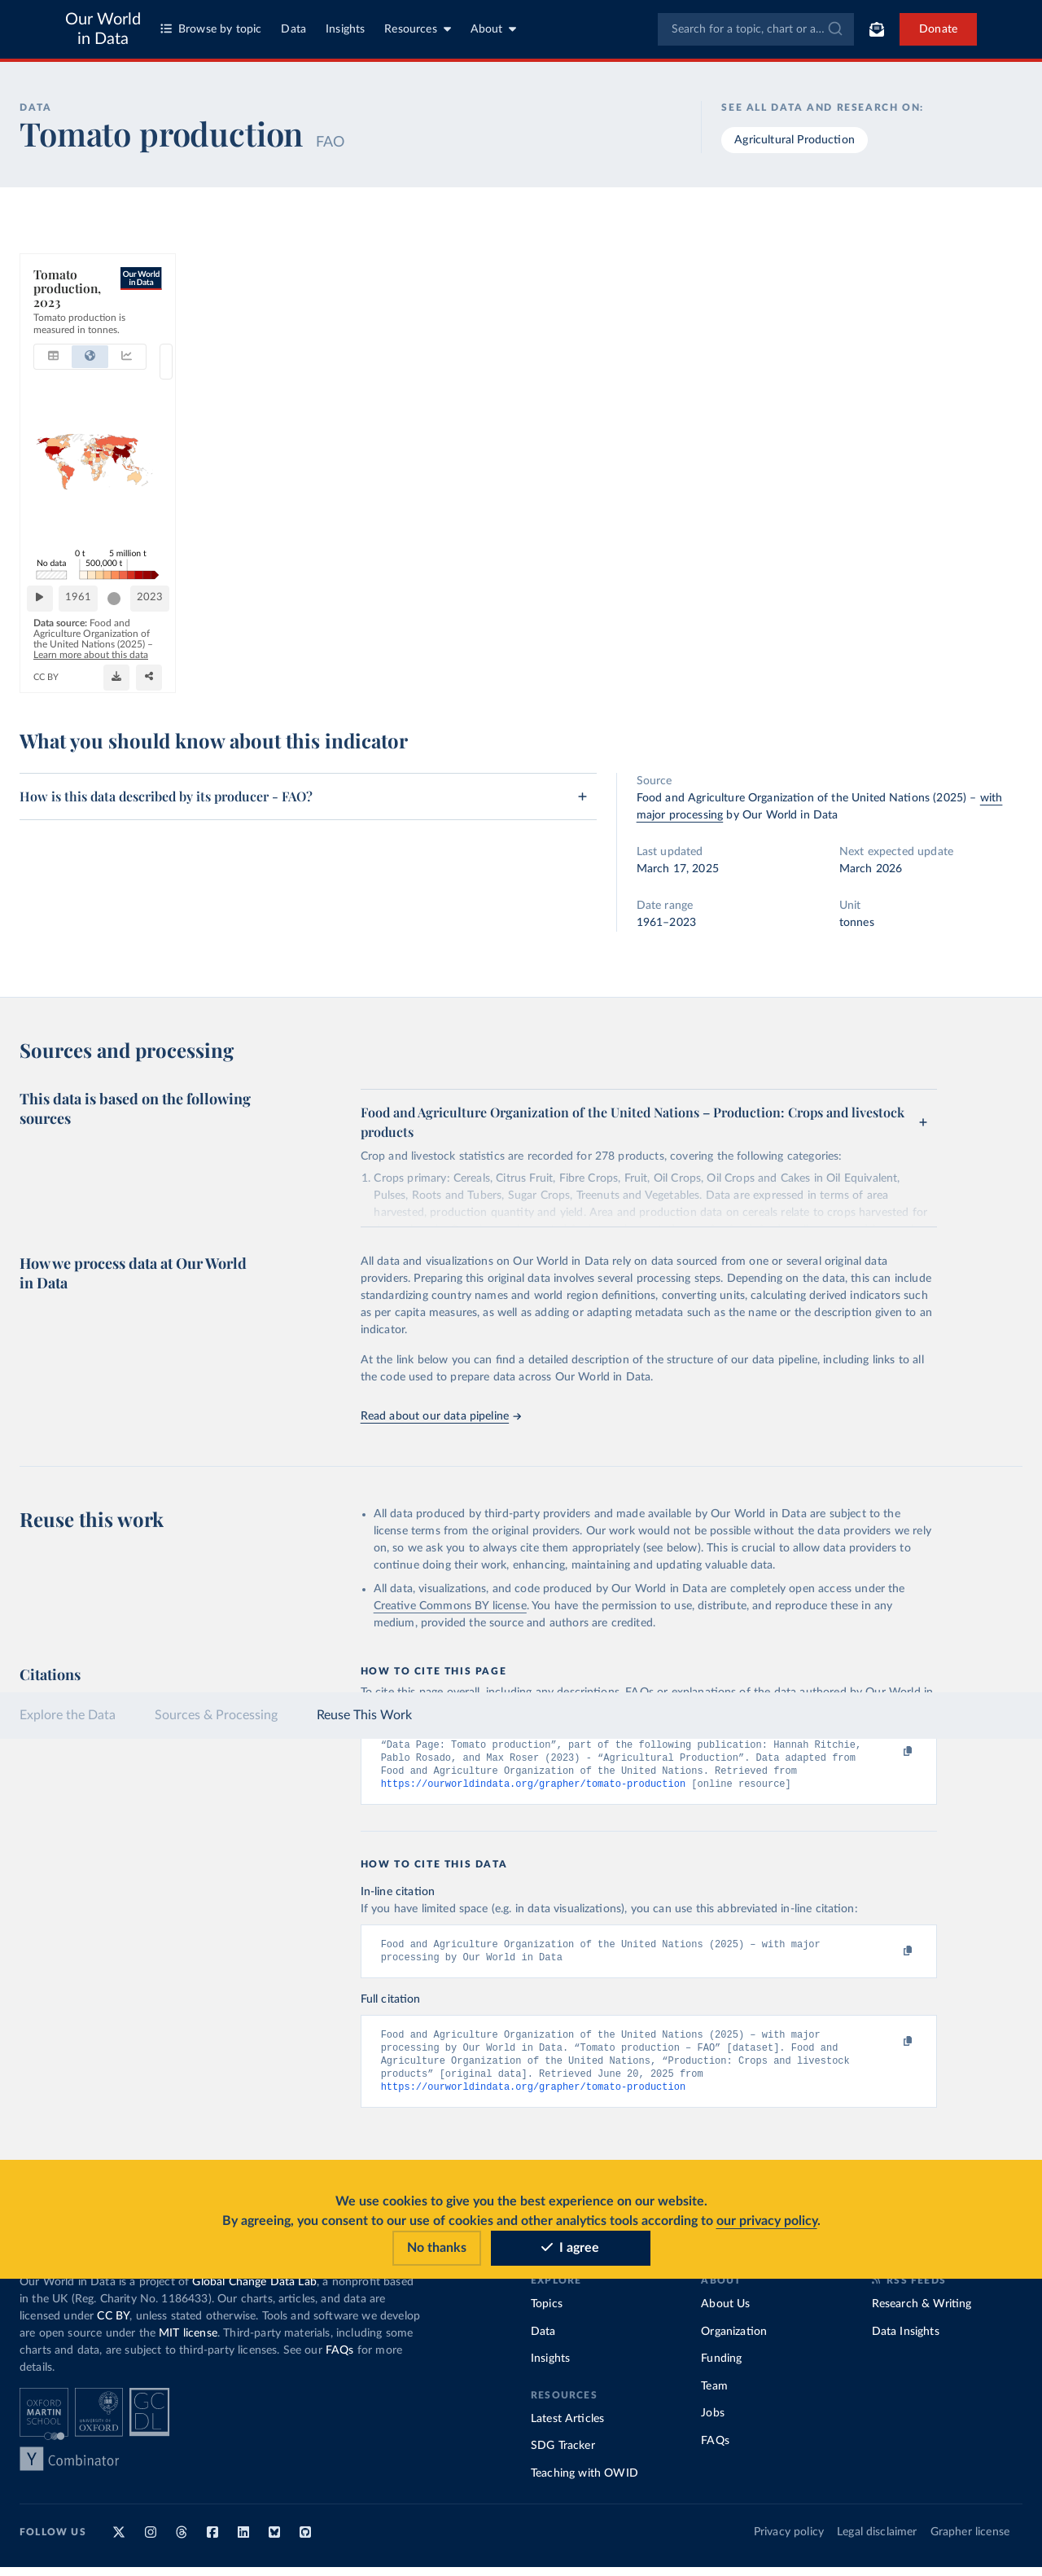 Our World
in Data
Browse by topic
Data
Insights
Resources
About
Search for a topic, chart or a...
Donate
DATA
Tomato production FAO
SEE ALL DATA AND RESEARCH ON:
Agricultural Production
Tomato
production,
2023
Our World
in Data
Tomato production is
measured in tonnes.
0 t
5 million t
No data
500,000 t
1961
2023
Data source: Food and
Agriculture Organization of
the United Nations (2025) –
Learn more about this data
CC BY
What you should know about this indicator
How is this data described by its producer - FAO?
Source
Food and Agriculture Organization of the United Nations (2025) – with
major processing by Our World in Data
Last updated
March 17, 2025
Next expected update
March 2026
Date range
1961–2023
Unit
tonnes
Sources and processing
This data is based on the following
sources
Food and Agriculture Organization of the United Nations – Production: Crops and livestock
products
Crop and livestock statistics are recorded for 278 products, covering the following categories:
1. Crops primary: Cereals, Citrus Fruit, Fibre Crops, Fruit, Oil Crops, Oil Crops and Cakes in Oil Equivalent,
Pulses, Roots and Tubers, Sugar Crops, Treenuts and Vegetables. Data are expressed in terms of area
harvested, production quantity and yield. Area and production data on cereals relate to crops harvested for
How we process data at Our World
in Data
All data and visualizations on Our World in Data rely on data sourced from one or several original data
providers. Preparing this original data involves several processing steps. Depending on the data, this can include
standardizing country names and world region definitions, converting units, calculating derived indicators such
as per capita measures, as well as adding or adapting metadata such as the name or the description given to an
indicator.
At the link below you can find a detailed description of the structure of our data pipeline, including links to all
the code used to prepare data across Our World in Data.
Read about our data pipeline →
Reuse this work
• All data produced by third-party providers and made available by Our World in Data are subject to the
license terms from the original providers. Our work would not be possible without the data providers we rely
on, so we ask you to always cite them appropriately (see below). This is crucial to allow data providers to
continue doing their work, enhancing, maintaining and updating valuable data.
• All data, visualizations, and code produced by Our World in Data are completely open access under the
Creative Commons BY license. You have the permission to use, distribute, and reproduce these in any
medium, provided the source and authors are credited.
Citations
HOW TO CITE THIS PAGE
To cite this page overall, including any descriptions, FAQs or explanations of the data authored by Our World in
Explore the Data
Sources & Processing
Reuse This Work
“Data Page: Tomato production”, part of the following publication: Hannah Ritchie,
Pablo Rosado, and Max Roser (2023) - “Agricultural Production”. Data adapted from
Food and Agriculture Organization of the United Nations. Retrieved from
https://ourworldindata.org/grapher/tomato-production [online resource]
HOW TO CITE THIS DATA
In-line citation
If you have limited space (e.g. in data visualizations), you can use this abbreviated in-line citation:
Food and Agriculture Organization of the United Nations (2025) – with major
processing by Our World in Data
Full citation
Food and Agriculture Organization of the United Nations (2025) – with major
processing by Our World in Data. “Tomato production – FAO” [dataset]. Food and
Agriculture Organization of the United Nations, “Production: Crops and livestock
products” [original data]. Retrieved June 20, 2025 from
https://ourworldindata.org/grapher/tomato-production
We use cookies to give you the best experience on our website.
By agreeing, you consent to our use of cookies and other analytics tools according to our privacy policy.
No thanks
I agree
Our World in Data is a project of Global Change Data Lab, a nonprofit based
in the UK (Reg. Charity No. 1186433). Our charts, articles, and data are
licensed under CC BY, unless stated otherwise. Tools and software we develop
are open source under the MIT license. Third-party materials, including some
charts and data, are subject to third-party licenses. See our FAQs for more
details.
OXFORD
MARTIN
SCHOOL
UNIVERSITY OF
OXFORD
GC
DL
Y Combinator
EXPLORE
Topics
Data
Insights
RESOURCES
Latest Articles
SDG Tracker
Teaching with OWID
ABOUT
About Us
Organization
Funding
Team
Jobs
FAQs
RSS FEEDS
Research & Writing
Data Insights
FOLLOW US
Privacy policy
Legal disclaimer
Grapher license